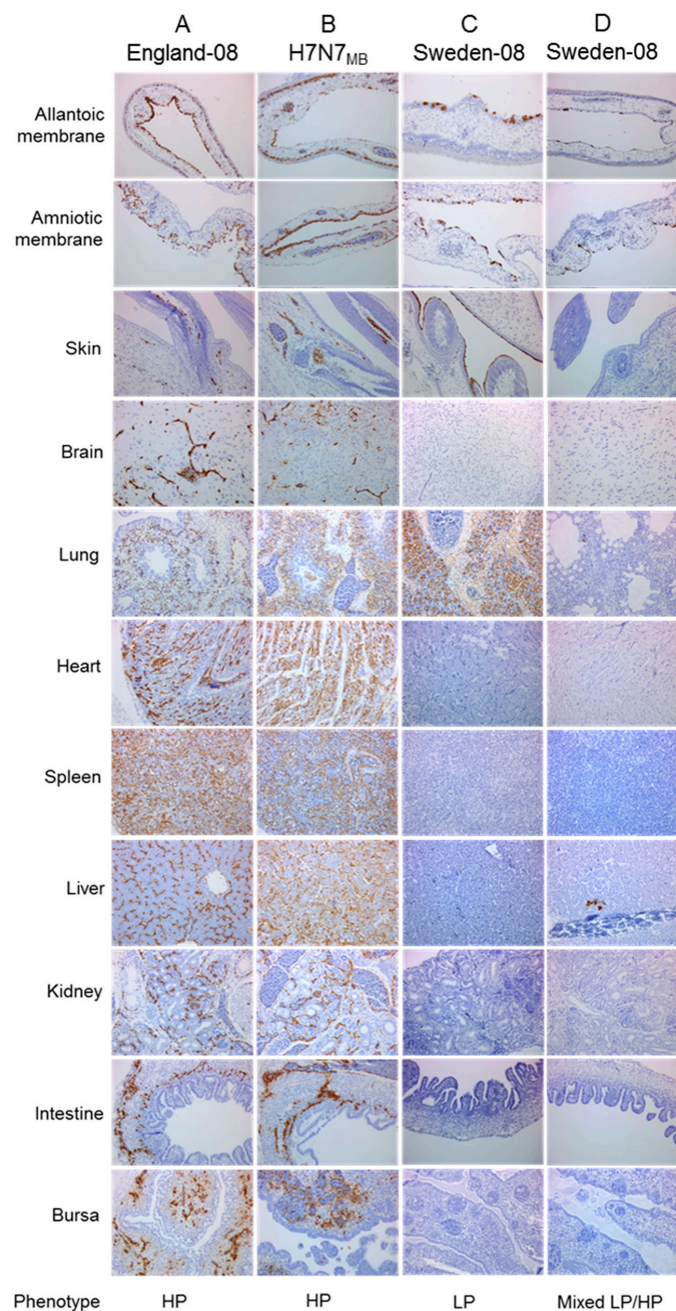 A B C D
England-08 H7N7MB Sweden-08 Sweden-08
Allantoic
membrane
Amniotic
membrane
Skin
Brain
Lung
Heart
Spleen
Liver
Kidney
Intestine
Bursa
Phenotype HP HP LP Mixed LP/HP